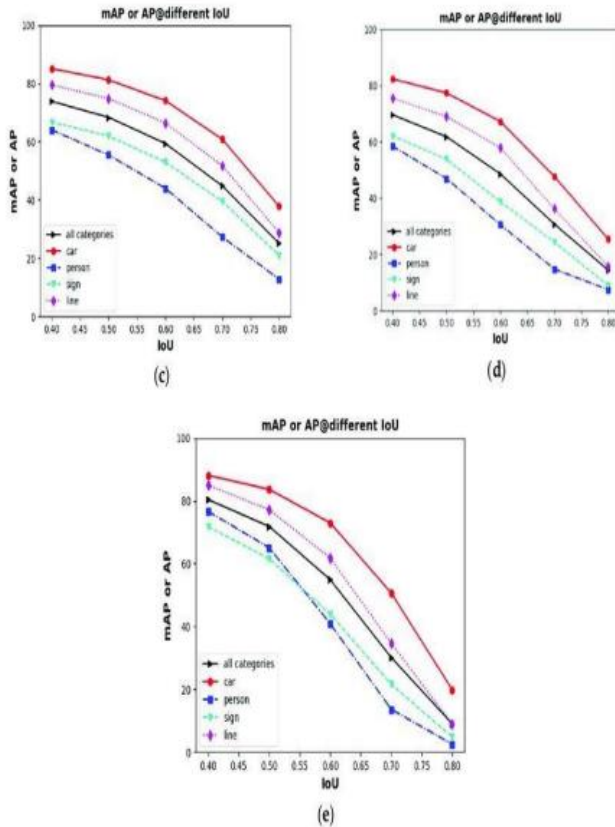 mAP or AP@different IoU
100
80
60
40
20
0
mAP or AP
all categories
car
person
sign
line
0.40 0.45 0.50 0.55 0.60 0.65 0.70 0.75 0.80
IoU
(c)
mAP or AP@different IoU
100
80
60
40
20
0
mAP or AP
all categories
car
person
sign
line
0.40 0.45 0.50 0.55 0.60 0.65 0.70 0.75 0.80
IoU
(d)
mAP or AP@different IoU
100
80
60
40
20
0
mAP or AP
all categories
car
person
sign
line
0.40 0.45 0.50 0.55 0.60 0.65 0.70 0.75 0.80
IoU
(e)